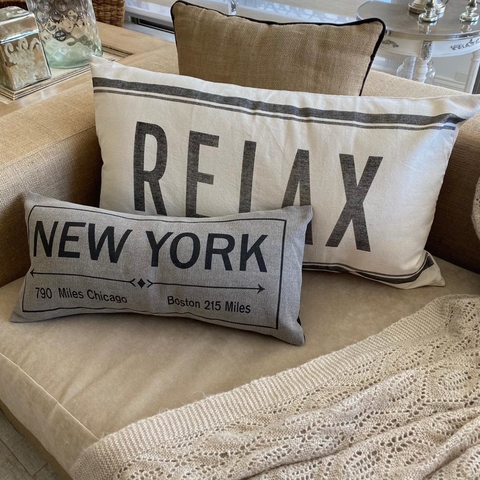 RELAX
NEW YORK
790 Miles Chicago
Boston 215 Miles